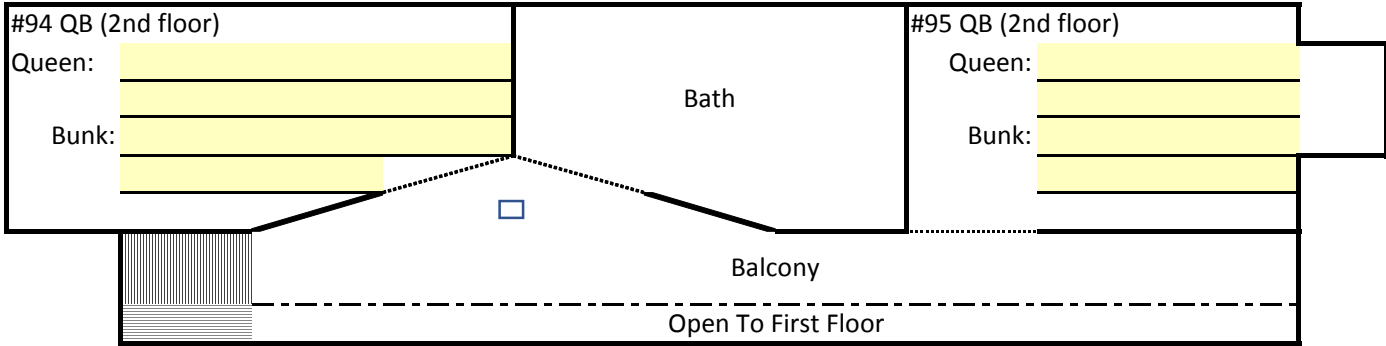 #94 QB (2nd floor)
Queen:
Bunk:
Bath
#95 QB (2nd floor)
Queen:
Bunk:
Balcony
Open To First Floor